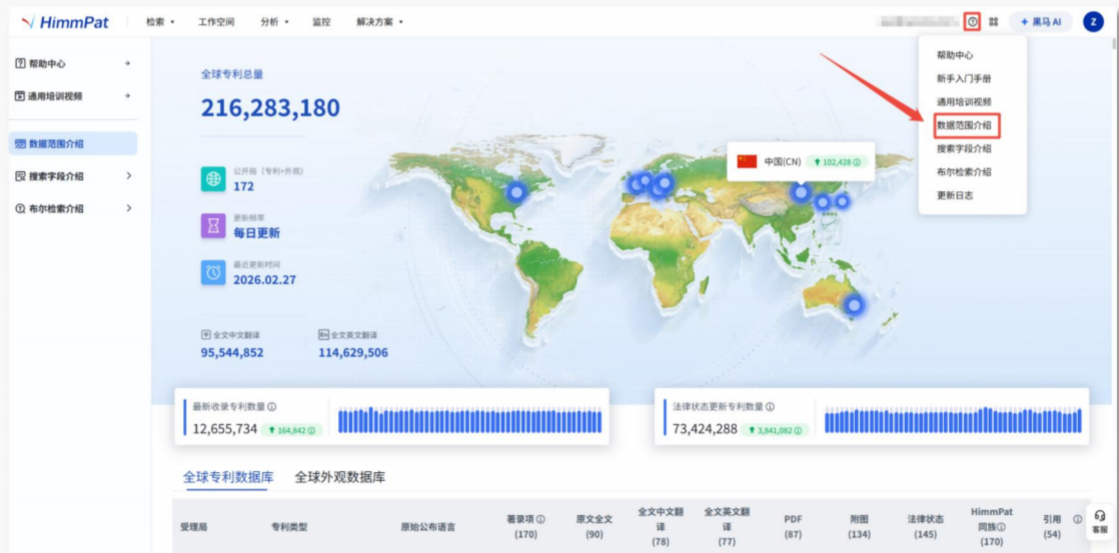 HimmPat 检索 工作空间 分析 监控 解决方案 黑马 AI Z
帮助中心
通用培训视频
数据范围介绍
搜索字段介绍
布尔检索介绍
帮助中心
新手入门手册
通用培训视频
数据范围介绍
搜索字段介绍
布尔检索介绍
更新日志
全球专利总量
216,283,180
公开局（专利+外观）
172
更新频率
每日更新
最近更新时间
2026.02.27
全文中文翻译 全文英文翻译
95,544,852 114,629,506
中国(CN) 102,428
最新收录专利数量
12,655,734 164,842
法律状态更新专利数量
73,424,288 3,841,082
全球专利数据库 全球外观数据库
受理局
专利类型
原始公布语言
著录项
(170)
原文全文
(90)
全文中文翻
译
(78)
全文英文翻
译
(77)
PDF
(87)
附图
(134)
法律状态
(145)
HimmPat
同族
(170)
引用
(54)
客服